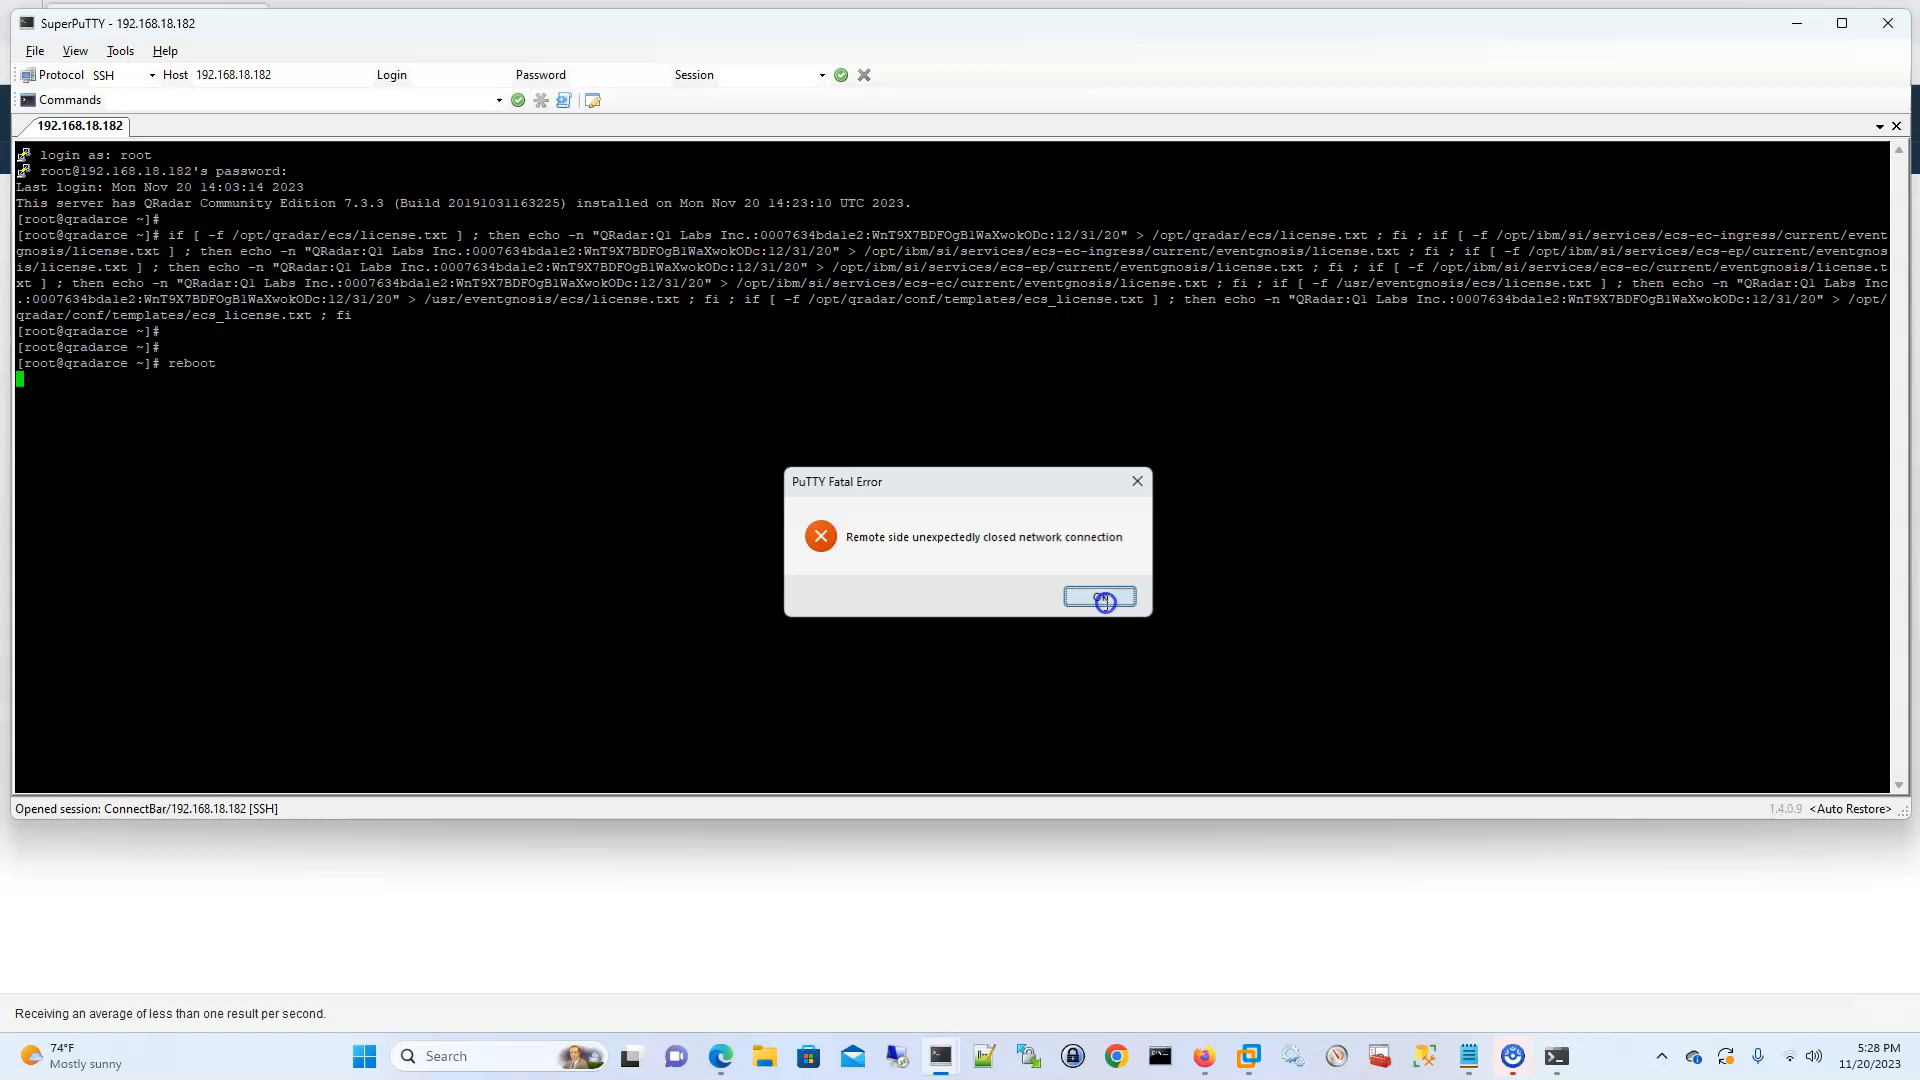 SuperPuTTY - 192.168.18.182
File View Tools Help
Protocol SSH Host 192.168.18.182 Login Password Session
Commands
192.168.18.182
login as: root
root@192.168.18.182's password:
Last login: Mon Nov 20 14:03:14 2023
This server has QRadar Community Edition 7.3.3 (Build 20191031163225) installed on Mon Nov 20 14:23:10 UTC 2023.
[root@qradarce ~]#
[root@qradarce ~]# if [ -f /opt/qradar/ecs/license.txt ] ; then echo -n "QRadar:Q1 Labs Inc.:0007634bda1e2:WnT9X7BDFOgB1WaXwokODc:12/31/20" > /opt/qradar/ecs/license.txt ; fi ; if [ -f /opt/ibm/si/services/ecs-ec-ingress/current/event
gnosis/license.txt ] ; then echo -n "QRadar:Q1 Labs Inc.:0007634bda1e2:WnT9X7BDFOgB1WaXwokODc:12/31/20" > /opt/ibm/si/services/ecs-ec-ingress/current/eventgnosis/license.txt ; fi ; if [ -f /opt/ibm/si/services/ecs-ep/current/eventgnos
is/license.txt ] ; then echo -n "QRadar:Q1 Labs Inc.:0007634bda1e2:WnT9X7BDFOgB1WaXwokODc:12/31/20" > /opt/ibm/si/services/ecs-ep/current/eventgnosis/license.txt ; fi ; if [ -f /opt/ibm/si/services/ecs-ec/current/eventgnosis/license.t
xt ] ; then echo -n "QRadar:Q1 Labs Inc.:0007634bda1e2:WnT9X7BDFOgB1WaXwokODc:12/31/20" > /opt/ibm/si/services/ecs-ec/current/eventgnosis/license.txt ; fi ; if [ -f /usr/eventgnosis/ecs/license.txt ] ; then echo -n "QRadar:Q1 Labs Inc
.:0007634bda1e2:WnT9X7BDFOgB1WaXwokODc:12/31/20" > /usr/eventgnosis/ecs/license.txt ; fi ; if [ -f /opt/qradar/conf/templates/ecs_license.txt ] ; then echo -n "QRadar:Q1 Labs Inc.:0007634bda1e2:WnT9X7BDFOgB1WaXwokODc:12/31/20" > /opt/
qradar/conf/templates/ecs_license.txt ; fi
[root@qradarce ~]#
[root@qradarce ~]#
[root@qradarce ~]# reboot
PuTTY Fatal Error
Remote side unexpectedly closed network connection
Opened session: ConnectBar/192.168.18.182 [SSH]
1.4.0.9 <Auto Restore>
Receiving an average of less than one result per second.
74°F
Mostly sunny
Search
5:28 PM
11/20/2023